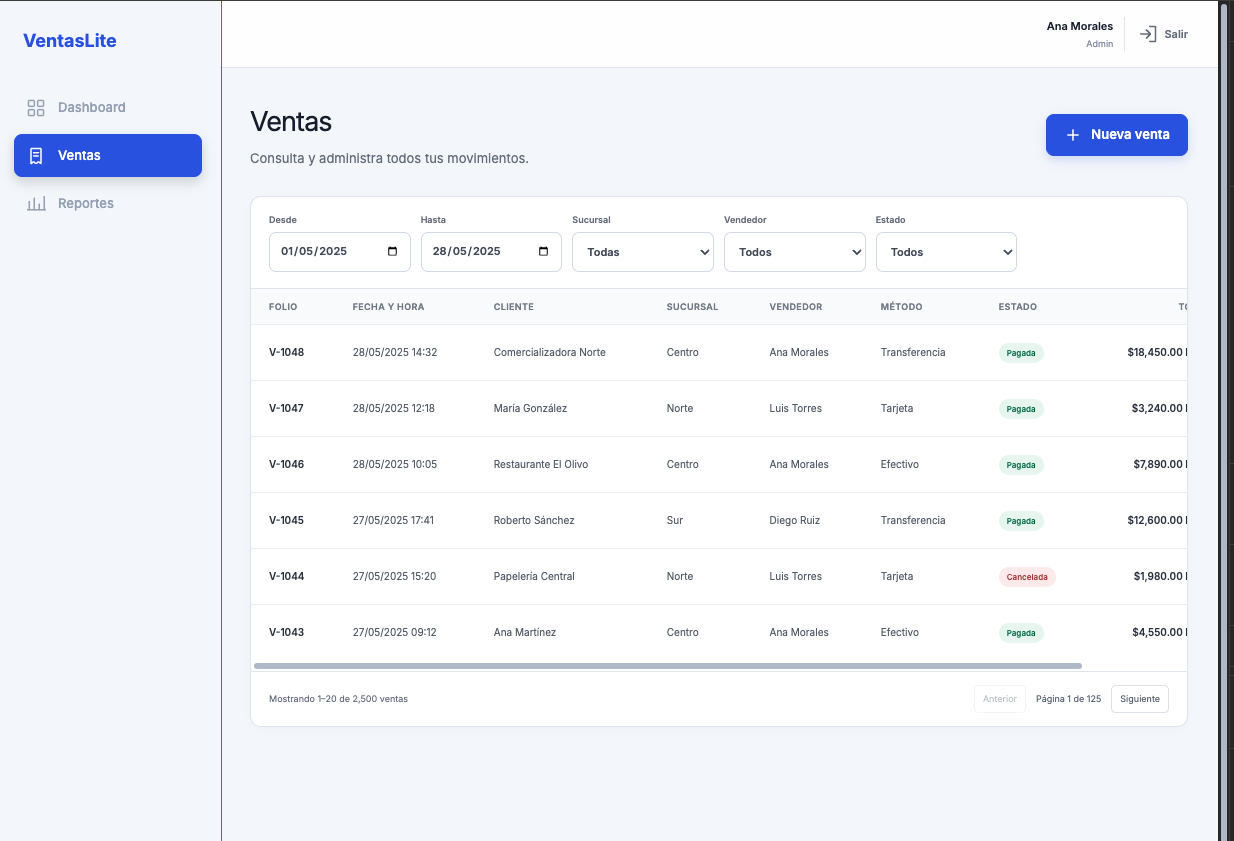 VentasLite
Ana Morales
Admin
Salir
Dashboard
Ventas
Reportes
Ventas
Consulta y administra todos tus movimientos.
Nueva venta
Desde Hasta Sucursal Vendedor Estado
01/05/2025 28/05/2025 Todas Todos Todos
FOLIO FECHA Y HORA CLIENTE SUCURSAL VENDEDOR MÉTODO ESTADO
V-1048 28/05/2025 14:32 Comercializadora Norte Centro Ana Morales Transferencia Pagada $18,450.00
V-1047 28/05/2025 12:18 María González Norte Luis Torres Tarjeta Pagada $3,240.00
V-1046 28/05/2025 10:05 Restaurante El Olivo Centro Ana Morales Efectivo Pagada $7,890.00
V-1045 27/05/2025 17:41 Roberto Sánchez Sur Diego Ruiz Transferencia Pagada $12,600.00
V-1044 27/05/2025 15:20 Papelería Central Norte Luis Torres Tarjeta Cancelada $1,980.00
V-1043 27/05/2025 09:12 Ana Martínez Centro Ana Morales Efectivo Pagada $4,550.00
Mostrando 1–20 de 2,500 ventas
Anterior Página 1 de 125 Siguiente